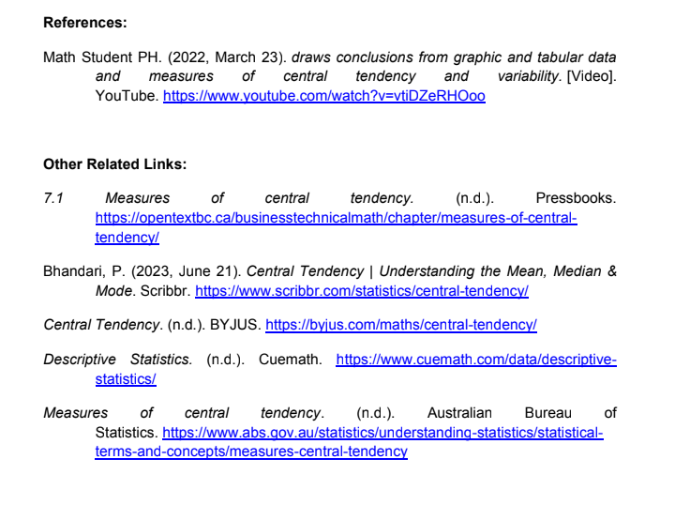 References:
Math Student PH. (2022, March 23). draws conclusions from graphic and tabular data
and measures of central tendency and variability. [Video].
YouTube. https://www.youtube.com/watch?v=vtiDZeRHOoo
Other Related Links:
7.1 Measures of central tendency. (n.d.). Pressbooks.
https://opentextbc.ca/businesstechnicalmath/chapter/measures-of-central-
tendency/
Bhandari, P. (2023, June 21). Central Tendency | Understanding the Mean, Median &
Mode. Scribbr. https://www.scribbr.com/statistics/central-tendency/
Central Tendency. (n.d.). BYJUS. https://byjus.com/maths/central-tendency/
Descriptive Statistics. (n.d.). Cuemath. https://www.cuemath.com/data/descriptive-
statistics/
Measures of central tendency. (n.d.). Australian Bureau of
Statistics. https://www.abs.gov.au/statistics/understanding-statistics/statistical-
terms-and-concepts/measures-central-tendency